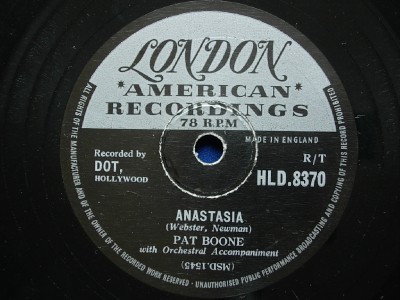 LONDON
*AMERICAN*
RECORDINGS
78 RPM
MADE IN ENGLAND
Recorded by
DOT,
HOLLYWOOD
R/T
HLD.8370
ANASTASIA
(Webster, Newman)
PAT BOONE
with Orchestral Accompaniment
(MSD.1545)
ALL RIGHTS OF THE MANUFACTURER AND OF THE OWNER OF THE RECORDED WORK RESERVED — UNAUTHORISED PUBLIC PERFORMANCE BROADCASTING AND COPYING OF THIS RECORD PROHIBITED